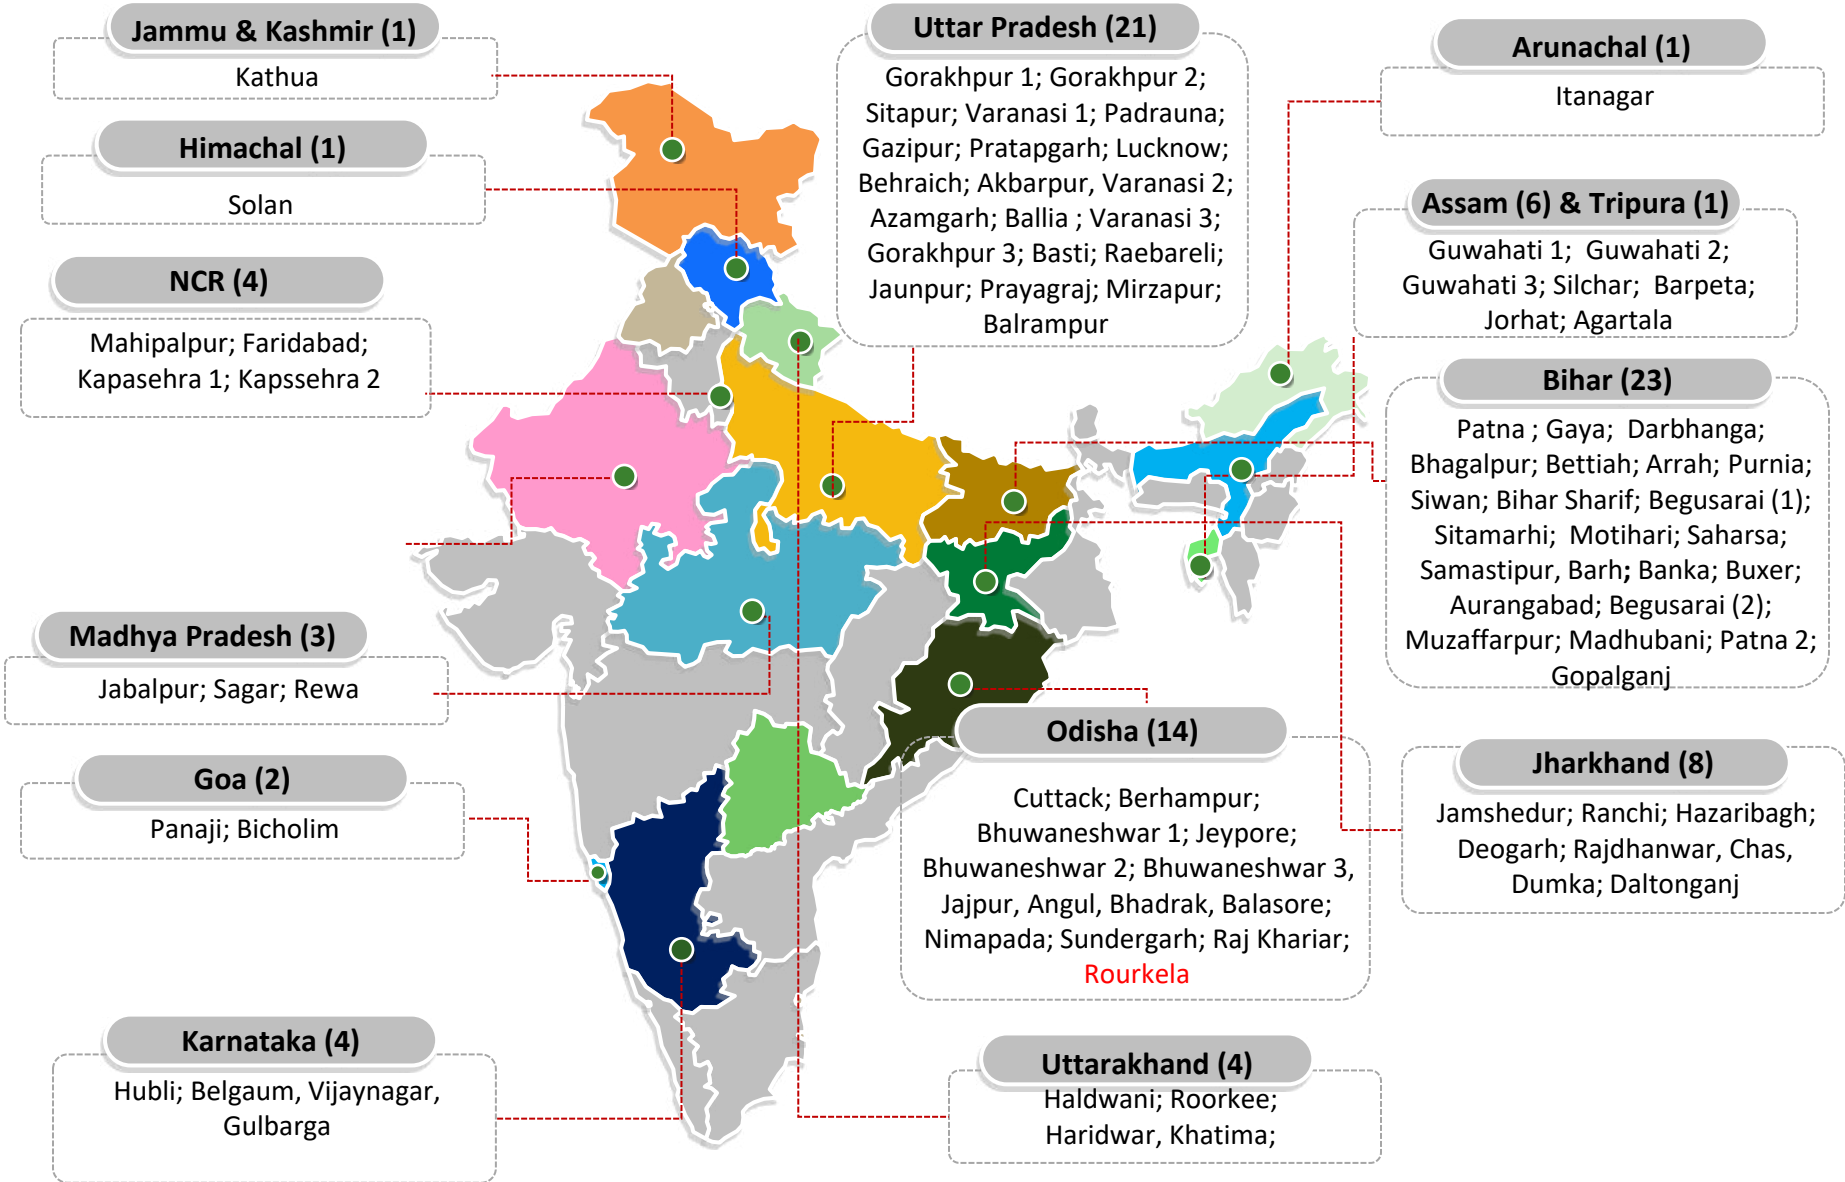 Jammu & Kashmir (1)
Kathua
Himachal (1)
Solan
NCR (4)
Mahipalpur; Faridabad;
Kapasehra 1; Kapssehra 2
Madhya Pradesh (3)
Jabalpur; Sagar; Rewa
Goa (2)
Panaji; Bicholim
Karnataka (4)
Hubli; Belgaum, Vijaynagar,
Gulbarga
Uttar Pradesh (21)
Gorakhpur 1; Gorakhpur 2;
Sitapur; Varanasi 1; Padrauna;
Gazipur; Pratapgarh; Lucknow;
Behraich; Akbarpur, Varanasi 2;
Azamgarh; Ballia ; Varanasi 3;
Gorakhpur 3; Basti; Raebareli;
Jaunpur; Prayagraj; Mirzapur;
Balrampur
Arunachal (1)
Itanagar
Assam (6) & Tripura (1)
Guwahati 1; Guwahati 2;
Guwahati 3; Silchar; Barpeta;
Jorhat; Agartala
Bihar (23)
Patna ; Gaya; Darbhanga;
Bhagalpur; Bettiah; Arrah; Purnia;
Siwan; Bihar Sharif; Begusarai (1);
Sitamarhi; Motihari; Saharsa;
Samastipur, Barh; Banka; Buxer;
Aurangabad; Begusarai (2);
Muzaffarpur; Madhubani; Patna 2;
Gopalganj
Odisha (14)
Cuttack; Berhampur;
Bhuwaneshwar 1; Jeypore;
Bhuwaneshwar 2; Bhuwaneshwar 3,
Jajpur, Angul, Bhadrak, Balasore;
Nimapada; Sundergarh; Raj Khariar;
Rourkela
Jharkhand (8)
Jamshedur; Ranchi; Hazaribagh;
Deogarh; Rajdhanwar, Chas,
Dumka; Daltonganj
Uttarakhand (4)
Haldwani; Roorkee;
Haridwar, Khatima;